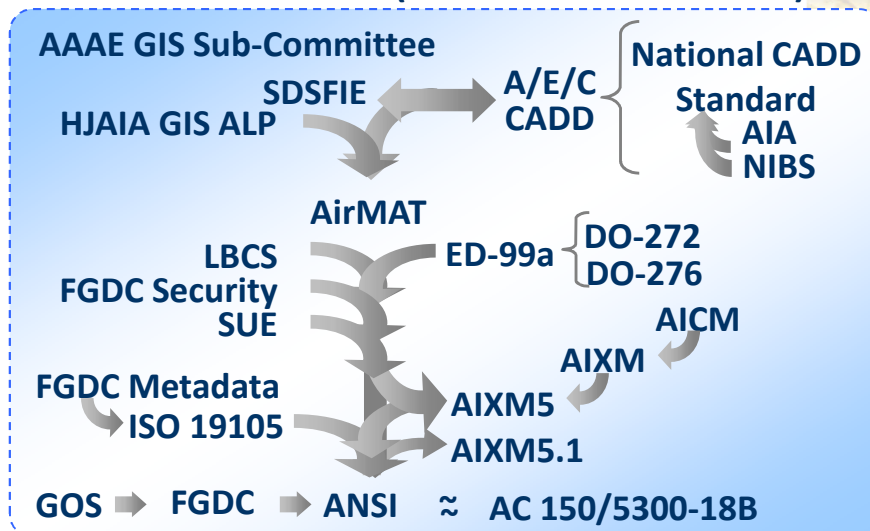 AAAE GIS Sub-Committee
National CADD
Standard
SDSFIE
A/E/C
CADD
HJAIA GIS ALP
AIA
NIBS
AirMAT
LBCS
ED-99a
DO-272
DO-276
FGDC Security
SUE
AICM
AIXM
FGDC Metadata
AIXM5
ISO 19105
AIXM5.1
GOS FGDC ANSI ≈ AC 150/5300-18B